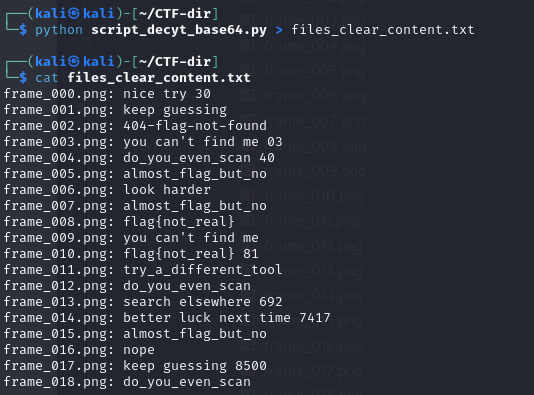 ┌──(kali㉿kali)-[~/CTF-dir]
└─$ python script_decyt_base64.py > files_clear_content.txt
┌──(kali㉿kali)-[~/CTF-dir]
└─$ cat files_clear_content.txt
frame_000.png: nice try 30
frame_001.png: keep guessing
frame_002.png: 404-flag-not-found
frame_003.png: you can't find me 03
frame_004.png: do_you_even_scan 40
frame_005.png: almost_flag_but_no
frame_006.png: look harder
frame_007.png: almost_flag_but_no
frame_008.png: flag{not_real}
frame_009.png: you can't find me
frame_010.png: flag{not_real} 81
frame_011.png: try_a_different_tool
frame_012.png: do_you_even_scan
frame_013.png: search elsewhere 692
frame_014.png: better luck next time 7417
frame_015.png: almost_flag_but_no
frame_016.png: nope
frame_017.png: keep guessing 8500
frame_018.png: do_you_even_scan